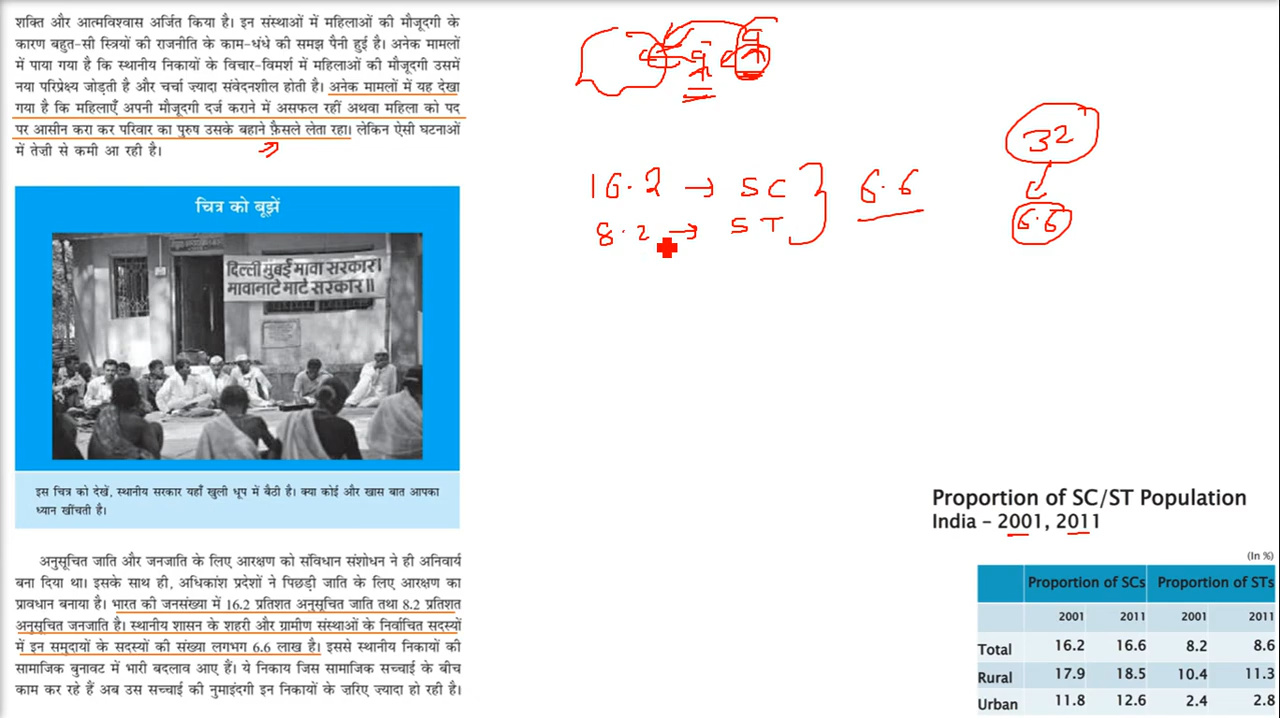 शक्ति और आत्मविश्वास अर्जित किया है। इन संस्थाओं में महिलाओं की मौजूदगी के
कारण बहुत-सी स्त्रियों की राजनीति के काम-धंधे की समझ पैनी हुई है। अनेक मामलों
में पाया गया है कि स्थानीय निकायों के विचार-विमर्श में महिलाओं की मौजूदगी उसमें
नया परिप्रेक्ष्य जोड़ती है और चर्चा ज्यादा संवेदनशील होती है। अनेक मामलों में यह देखा
गया है कि महिलाएँ अपनी मौजूदगी दर्ज कराने में असफल रहीं अथवा महिला को पद
पर आसीन करा कर परिवार का पुरुष उसके बहाने फ़ैसले लेता रहा। लेकिन ऐसी घटनाओं
में तेज़ी से कमी आ रही है।
चित्र को बूझें
दिल्ली मुंबई मावा सरकार।
मावानाटे माटे सरकार॥
इस चित्र को देखें, स्थानीय सरकार यहाँ खुली धूप में बैठी है। क्या कोई और खास बात आपका
ध्यान खींचती है।
अनुसूचित जाति और जनजाति के लिए आरक्षण को संविधान संशोधन ने ही अनिवार्य
बना दिया था। इसके साथ ही, अधिकांश प्रदेशों ने पिछड़ी जाति के लिए आरक्षण का
प्रावधान बनाया है। भारत की जनसंख्या में 16.2 प्रतिशत अनुसूचित जाति तथा 8.2 प्रतिशत
अनुसूचित जनजाति है। स्थानीय शासन के शहरी और ग्रामीण संस्थाओं के निर्वाचित सदस्यों
में इन समुदायों के सदस्यों की संख्या लगभग 6.6 लाख है। इससे स्थानीय निकायों की
सामाजिक बुनावट में भारी बदलाव आए हैं। ये निकाय जिस सामाजिक सच्चाई के बीच
काम कर रहे हैं अब उस सच्चाई की नुमाइंदगी इन निकायों के ज़रिए ज़्यादा हो रही है।
16.2 → SC } 6.6
8.2 → ST
32
6.6
Proportion of SC/ST Population
India – 2001, 2011
(In %)
Proportion of SCs Proportion of STs
2001 2011 2001 2011
Total 16.2 16.6 8.2 8.6
Rural 17.9 18.5 10.4 11.3
Urban 11.8 12.6 2.4 2.8